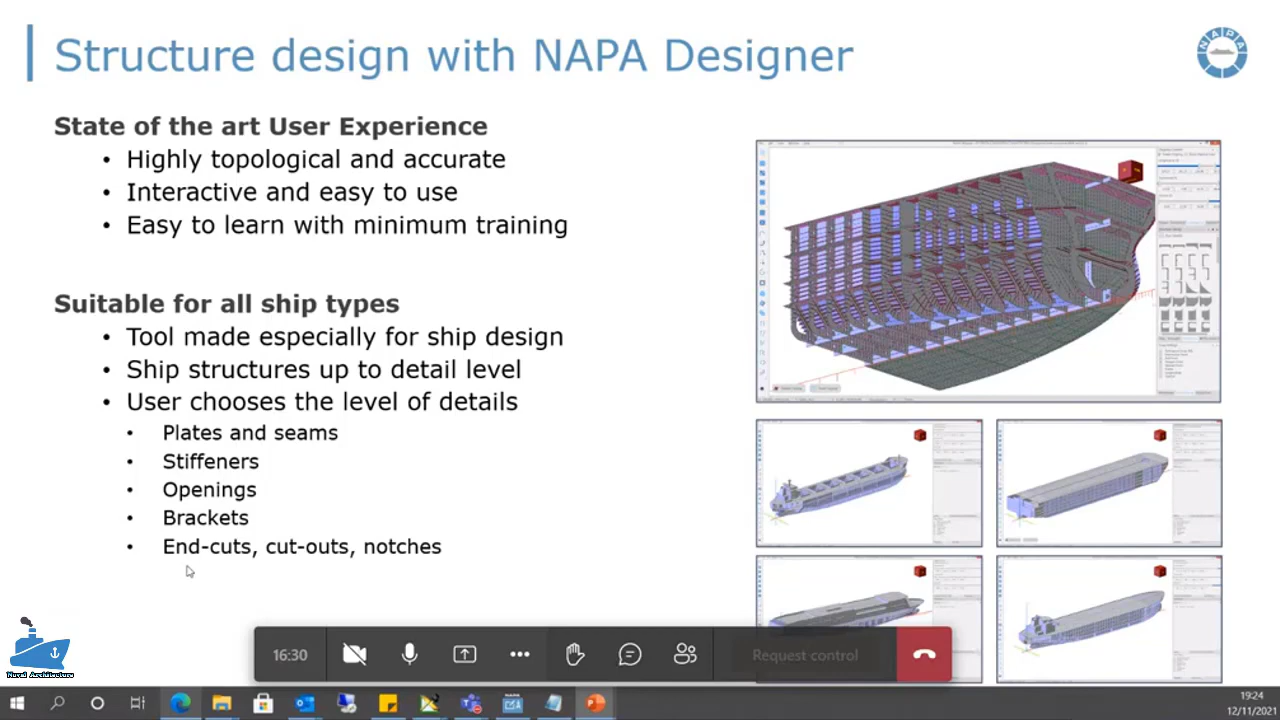 Structure design with NAPA Designer
NAPA
State of the art User Experience
• Highly topological and accurate
• Interactive and easy to use
• Easy to learn with minimum training
Suitable for all ship types
• Tool made especially for ship design
• Ship structures up to detail level
• User chooses the level of details
• Plates and seams
• Stiffeners
• Openings
• Brackets
• End-cuts, cut-outs, notches
Naval Architecture
16:30
Request control
19:24
12/11/2021